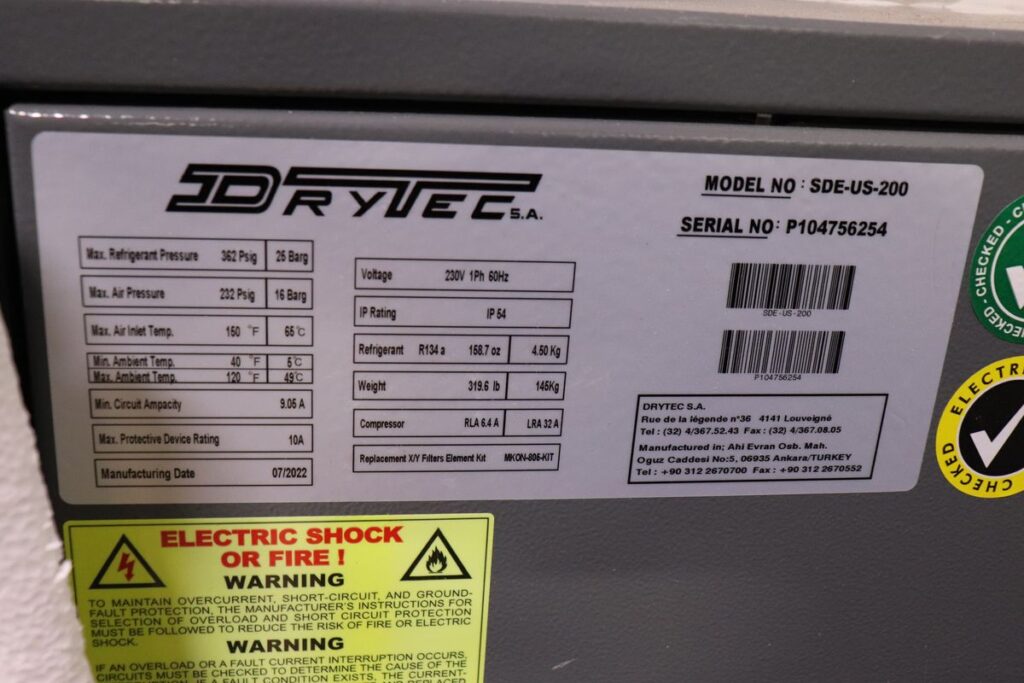 DRYTEC S.A.
MODEL NO : SDE-US-200
SERIAL NO: P104756254
Max. Refrigerant Pressure 362 Psig 25 Barg
Max. Air Pressure 232 Psig 16 Barg
Max. Air Inlet Temp. 150 °F 65°C
Min. Ambient Temp. 40 °F 5°C
Max. Ambient Temp. 120 °F 49°C
Min. Circuit Ampacity 9.05 A
Max. Protective Device Rating 10A
Manufacturing Date 07/2022
Voltage 230V 1Ph 60Hz
IP Rating IP 54
Refrigerant R134 a 158.7 oz 4.50 Kg
Weight 319.6 lb 145Kg
Compressor RLA 6.4 A LRA 32 A
Replacement X/Y Filters Element Kit MKON-806-KIT
SDE-US-200
P104756254
DRYTEC S.A.
Rue de la légende n°36 4141 Louveigné
Tel : (32) 4/367.52.43 Fax : (32) 4/367.08.05
Manufactured in; Ahi Evran Osb. Mah.
Oguz Caddesi No:5, 06935 Ankara/TURKEY
Tel : +90 312 2670700 Fax : +90 312 2670552
CHECKED - CHECKED
ELECTRI
CHECKED
ELECTRIC SHOCK
OR FIRE !
WARNING
TO MAINTAIN OVERCURRENT, SHORT-CIRCUIT, AND GROUND-
FAULT PROTECTION, THE MANUFACTURER'S INSTRUCTIONS FOR
SELECTION OF OVERLOAD AND SHORT CIRCUIT PROTECTION
MUST BE FOLLOWED TO REDUCE THE RISK OF FIRE OR ELECTRIC
SHOCK.
WARNING
IF AN OVERLOAD OR A FAULT CURRENT INTERRUPTION OCCURS,
CIRCUITS MUST BE CHECKED TO DETERMINE THE CAUSE OF THE
INTERRUPTION. IF A FAULT CONDITION EXISTS, THE CURRENT-